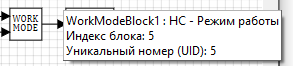 WORK
MODE
WorkModeBlock1 : НС - Режим работы
Индекс блока: 5
Уникальный номер (UID): 5